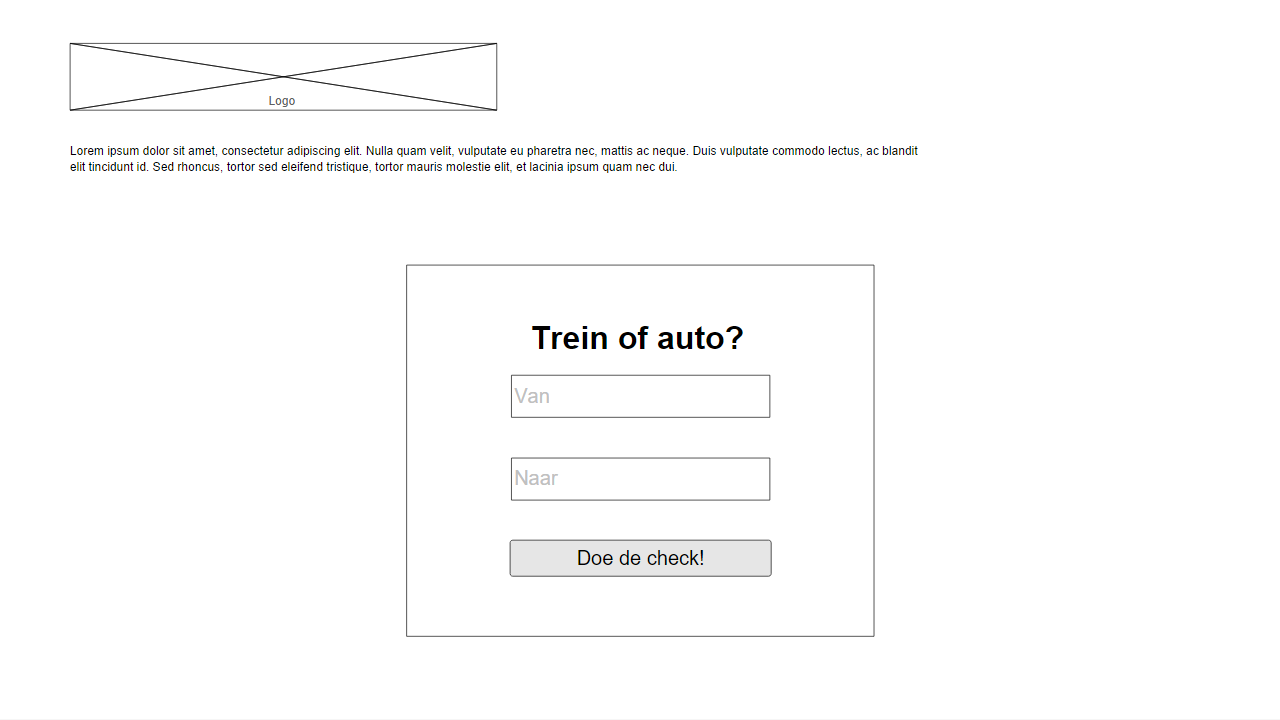 Logo
Lorem ipsum dolor sit amet, consectetur adipiscing elit. Nulla quam velit, vulputate eu pharetra nec, mattis ac neque. Duis vulputate commodo lectus, ac blandit
elit tincidunt id. Sed rhoncus, tortor sed eleifend tristique, tortor mauris molestie elit, et lacinia ipsum quam nec dui.
Trein of auto?
Van
Naar
Doe de check!